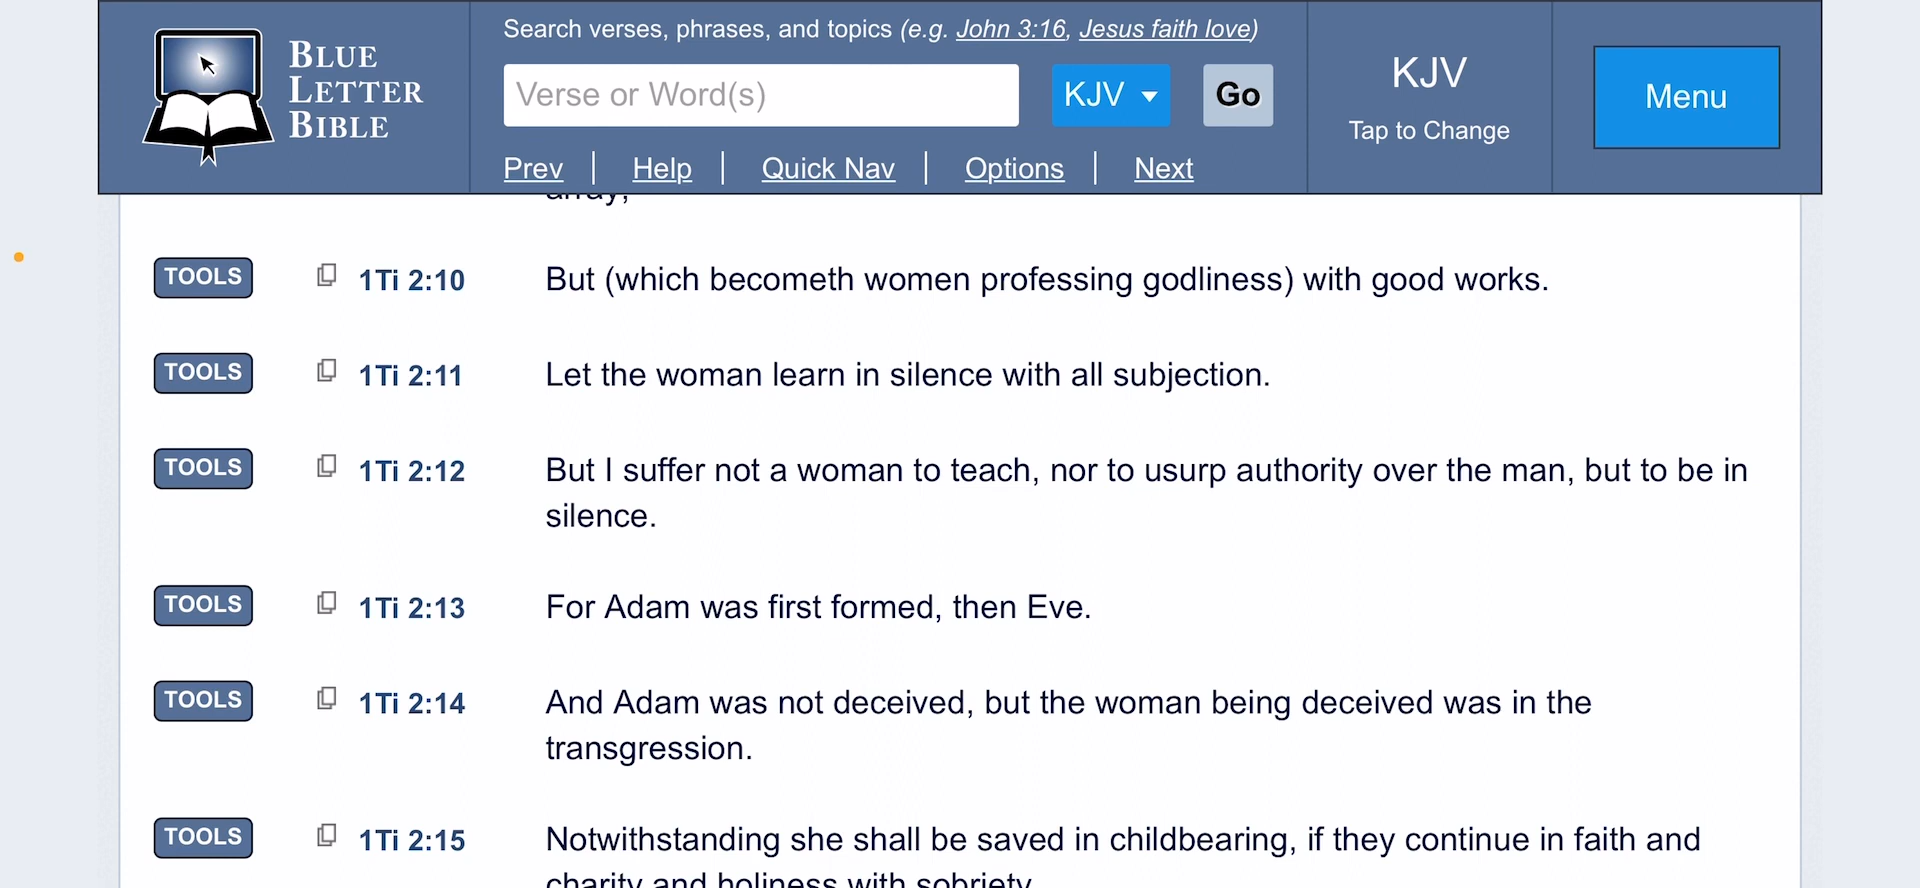 BLUE
LETTER
BIBLE
Search verses, phrases, and topics (e.g. John 3:16, Jesus faith love)
Verse or Word(s)
KJV
Go
Prev | Help | Quick Nav | Options | Next
KJV
Tap to Change
Menu
array;
TOOLS 1Ti 2:10 But (which becometh women professing godliness) with good works.
TOOLS 1Ti 2:11 Let the woman learn in silence with all subjection.
TOOLS 1Ti 2:12 But I suffer not a woman to teach, nor to usurp authority over the man, but to be in
silence.
TOOLS 1Ti 2:13 For Adam was first formed, then Eve.
TOOLS 1Ti 2:14 And Adam was not deceived, but the woman being deceived was in the
transgression.
TOOLS 1Ti 2:15 Notwithstanding she shall be saved in childbearing, if they continue in faith and
charity and holiness with sobriety.